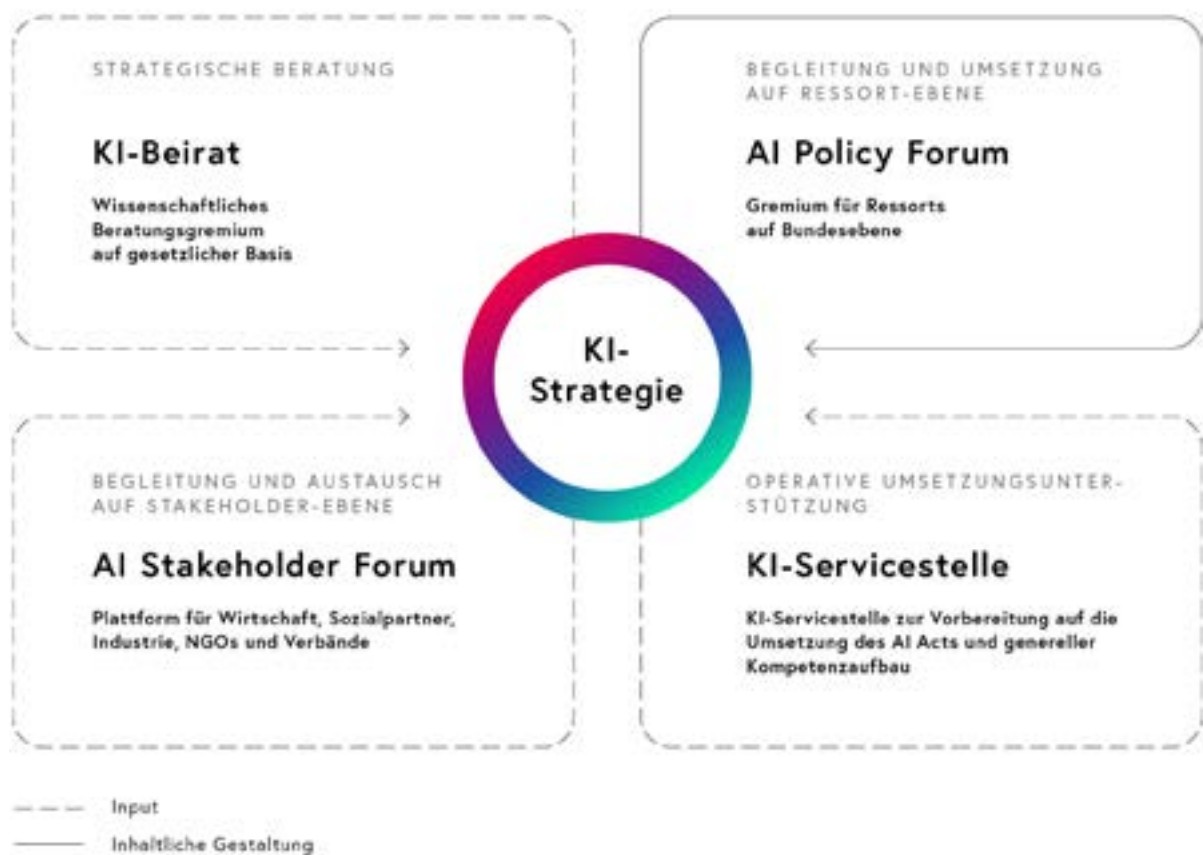 STRATEGISCHE BERATUNG
KI-Beirat
Wissenschaftliches
Beratungsgremium
auf gesetzlicher Basis
BEGLEITUNG UND UMSETZUNG
AUF RESSORT-EBENE
AI Policy Forum
Gremium für Ressorts
auf Bundesebene
KI-
Strategie
BEGLEITUNG UND AUSTAUSCH
AUF STAKEHOLDER-EBENE
AI Stakeholder Forum
Plattform für Wirtschaft, Sozialpartner,
Industrie, NGOs und Verbände
OPERATIVE UMSETZUNGSUNTER-
STÜTZUNG
KI-Servicestelle
KI-Servicestelle zur Vorbereitung auf die
Umsetzung des AI Acts und genereller
Kompetenzaufbau
Input
Inhaltliche Gestaltung